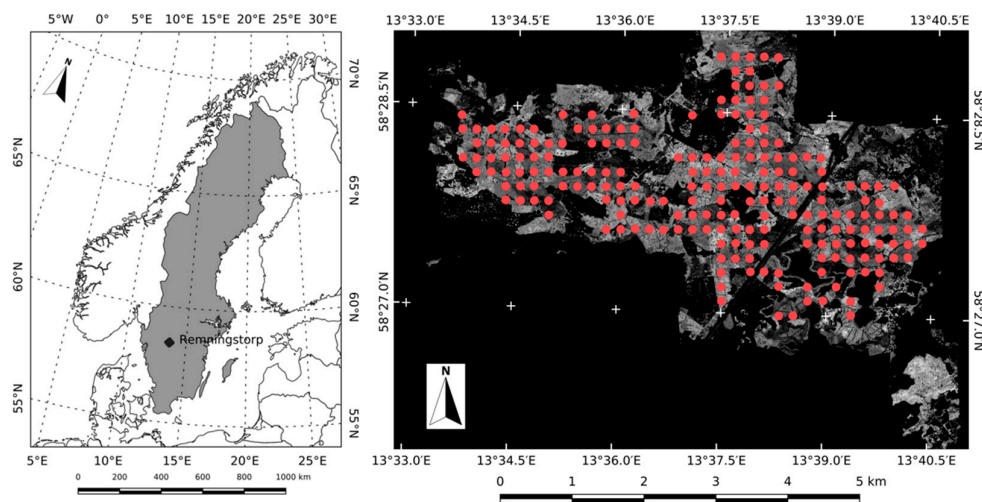 5°W 0° 5°E 10°E 15°E 20°E 25°E 30°E
N
70°N
65°N
65°N
60°N
60°N
Remningstorp
55°N
55°N
5°E 10°E 15°E 20°E 25°E
0 200 400 600 800 1000 km
13°33.0'E 13°34.5'E 13°36.0'E 13°37.5'E 13°39.0'E 13°40.5'E
58°28.5'N
58°28.5'N
58°27.0'N
58°27.0'N
N
13°33.0'E 13°34.5'E 13°36.0'E 13°37.5'E 13°39.0'E 13°40.5'E
0 1 2 3 4 5 km